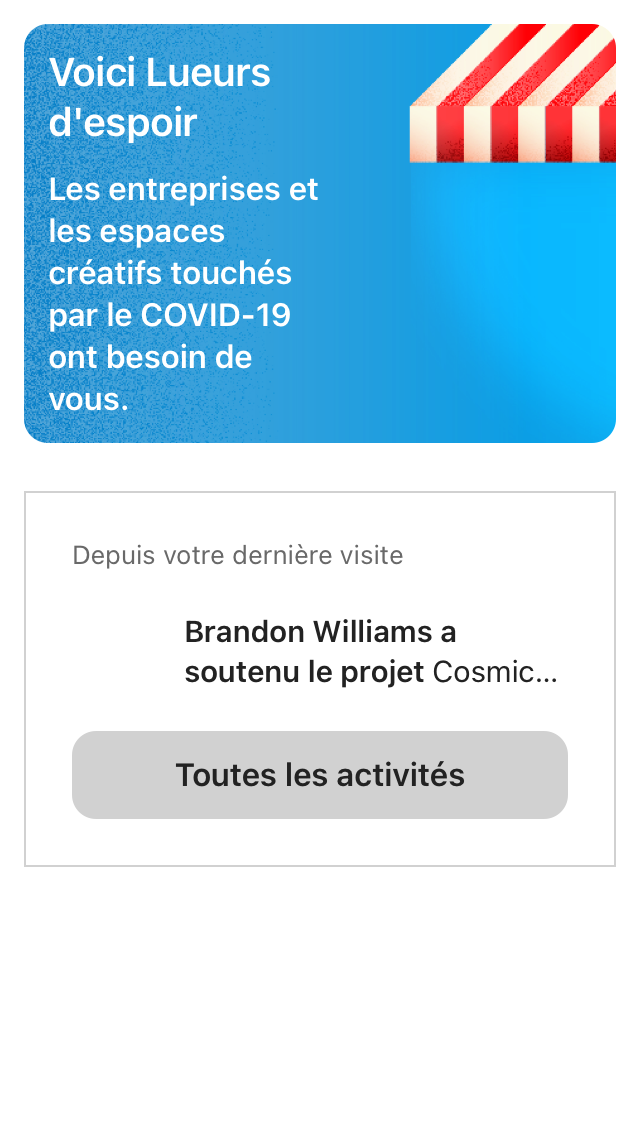 Voici Lueurs
d'espoir
Les entreprises et
les espaces
créatifs touchés
par le COVID-19
ont besoin de
vous.
Depuis votre dernière visite
Brandon Williams a
soutenu le projet Cosmic...
Toutes les activités